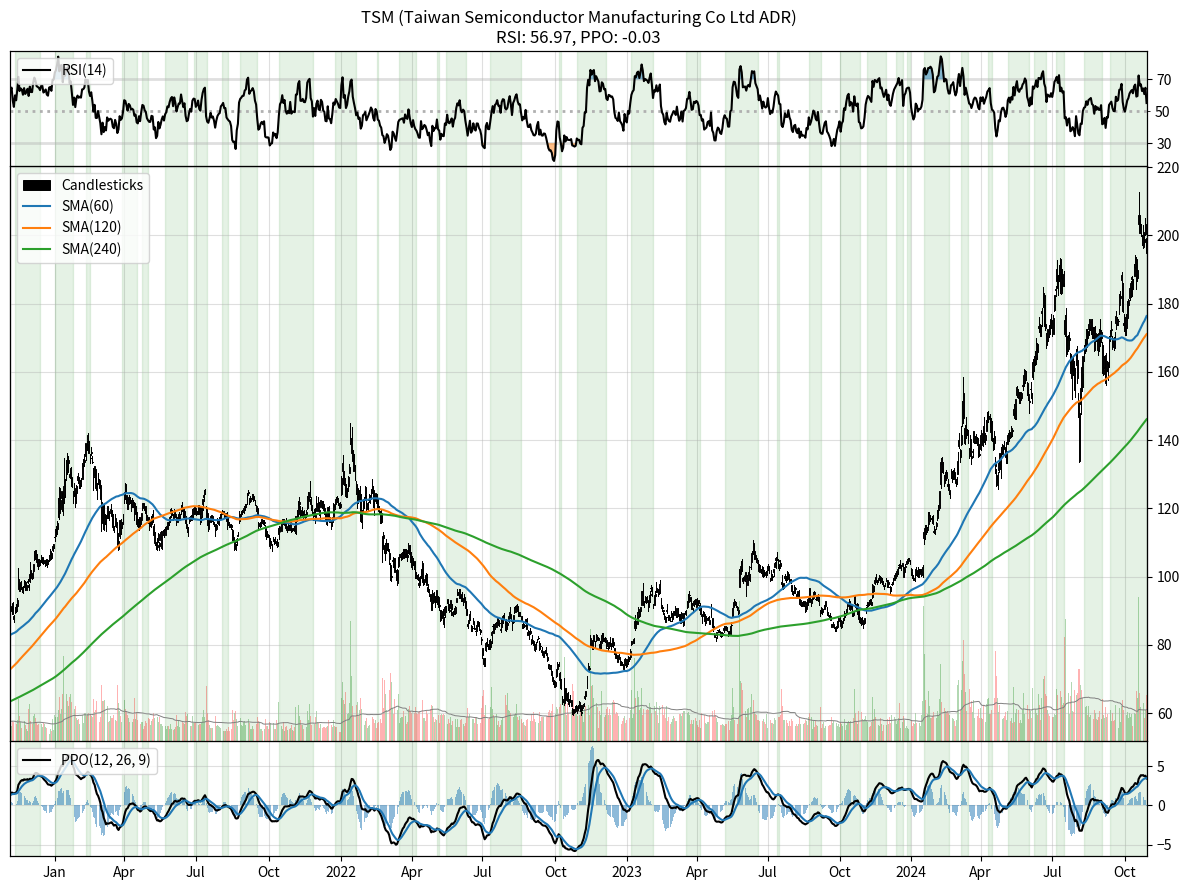 TSM (Taiwan Semiconductor Manufacturing Co Ltd ADR)
RSI: 56.97, PPO: -0.03
RSI(14)
70
50
30
220
Candlesticks
SMA(60)
SMA(120)
SMA(240)
200
180
160
140
120
100
80
60
PPO(12, 26, 9)
5
0
−5
Jan Apr Jul Oct 2022 Apr Jul Oct 2023 Apr Jul Oct 2024 Apr Jul Oct